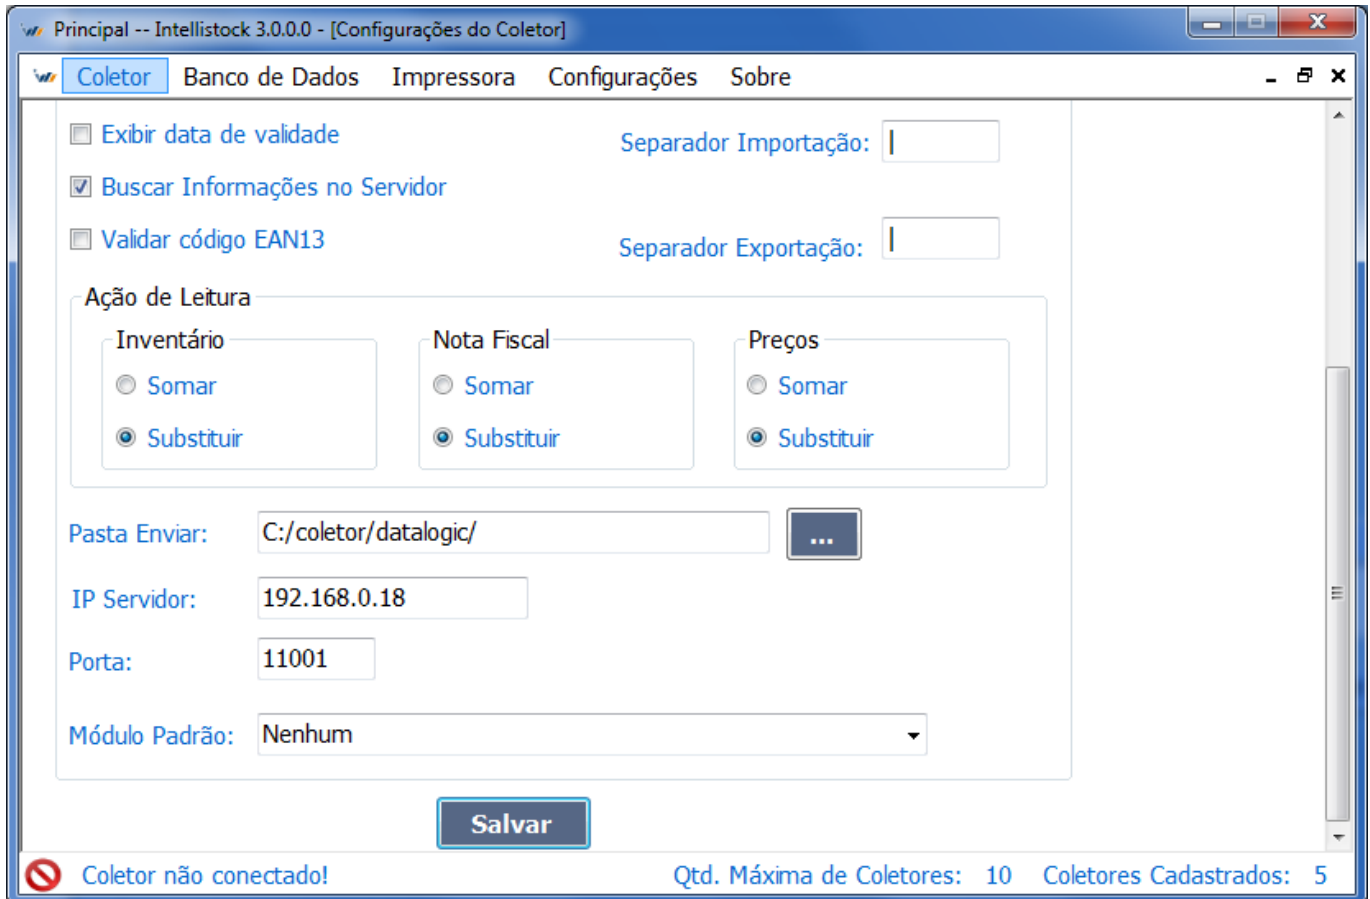 Principal -- Intellistock 3.0.0.0 - [Configurações do Coletor]
Coletor Banco de Dados Impressora Configurações Sobre
Exibir data de validade
Separador Importação: |
Buscar Informações no Servidor
Validar código EAN13
Separador Exportação: |
Ação de Leitura
Inventário Nota Fiscal Preços
Somar Somar Somar
Substituir Substituir Substituir
Pasta Enviar: C:/coletor/datalogic/ ...
IP Servidor: 192.168.0.18
Porta: 11001
Módulo Padrão: Nenhum
Salvar
Coletor não conectado! Qtd. Máxima de Coletores: 10 Coletores Cadastrados: 5